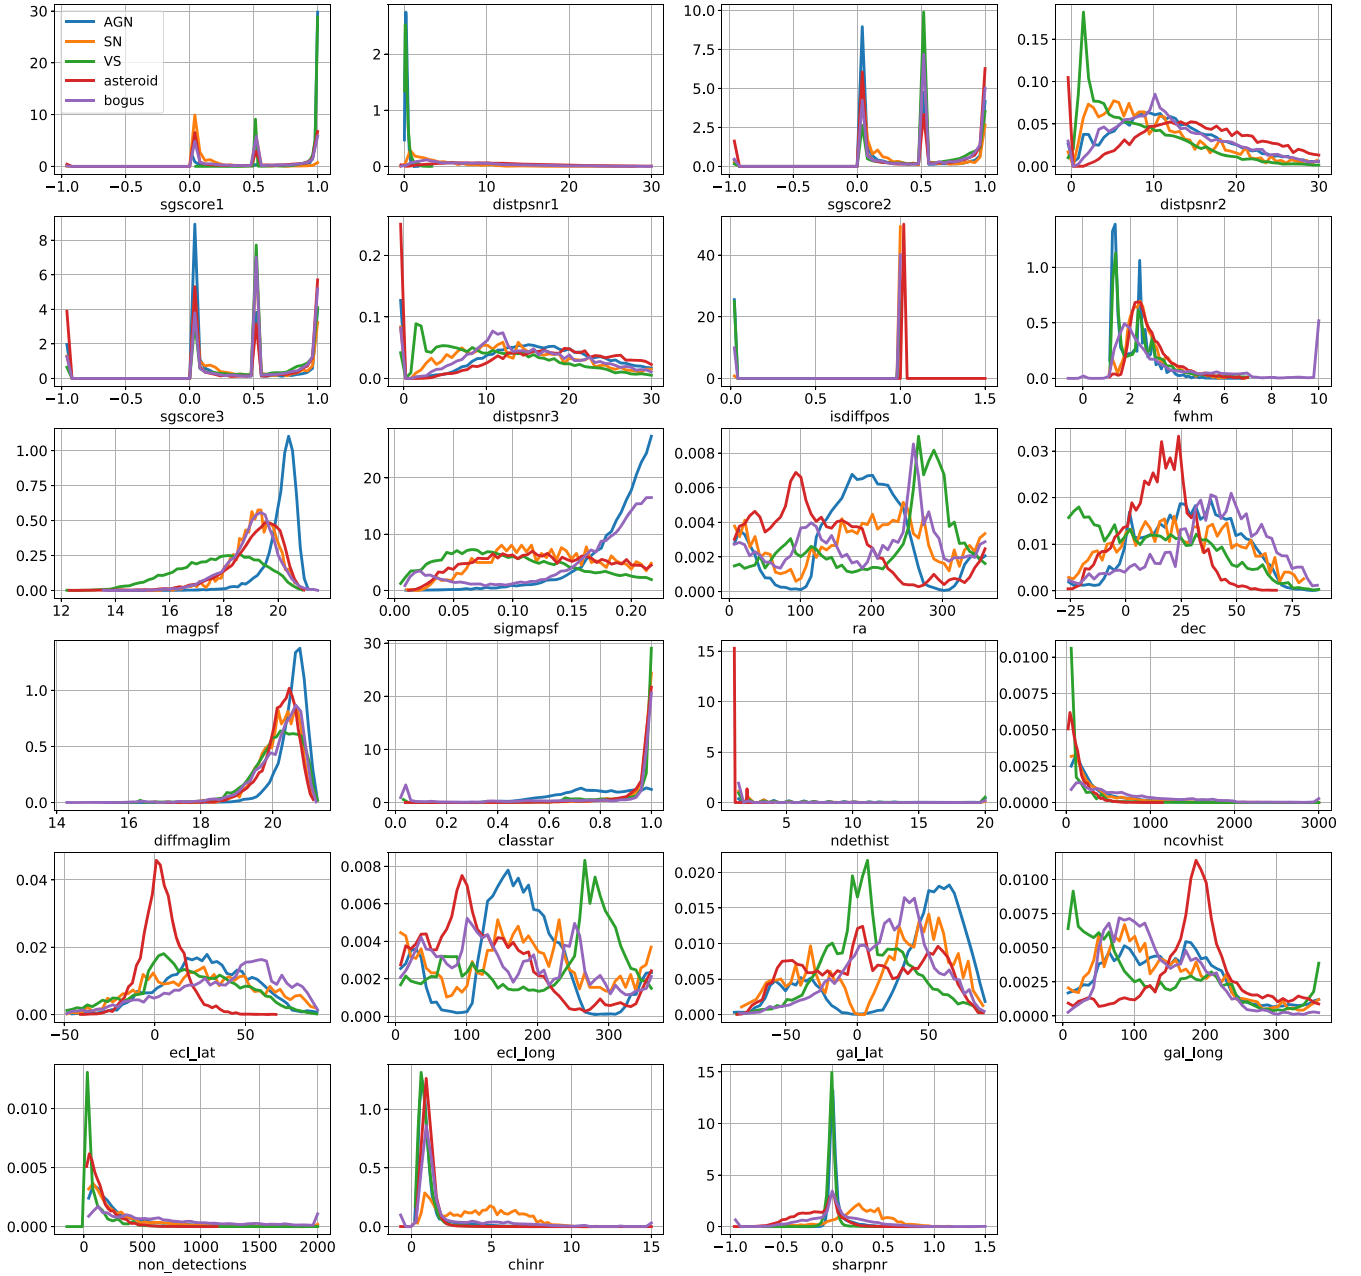 30
20
10
0
AGN
SN
VS
asteroid
bogus
−1.0 −0.5 0.0 0.5 1.0
sgscore1
2
1
0
0 10 20 30
distpsnr1
10.0
7.5
5.0
2.5
0.0
−1.0 −0.5 0.0 0.5 1.0
sgscore2
0.15
0.10
0.05
0.00
0 10 20 30
distpsnr2
8
6
4
2
0
−1.0 −0.5 0.0 0.5 1.0
sgscore3
0.2
0.1
0.0
0 10 20 30
distpsnr3
40
20
0
0.0 0.5 1.0 1.5
isdiffpos
1.0
0.5
0.0
0 2 4 6 8 10
fwhm
1.00
0.75
0.50
0.25
0.00
12 14 16 18 20
magpsf
20
10
0
0.00 0.05 0.10 0.15 0.20
sigmapsf
0.008
0.006
0.004
0.002
0.000
0 100 200 300
ra
0.03
0.02
0.01
0.00
−25 0 25 50 75
dec
1.0
0.5
0.0
14 16 18 20
diffmaglim
30
20
10
0
0.0 0.2 0.4 0.6 0.8 1.0
classtar
15
10
5
0
5 10 15 20
ndethist
0.0100
0.0075
0.0050
0.0025
0.0000
0 1000 2000 3000
ncovhist
0.04
0.02
0.00
−50 0 50
ecl_lat
0.008
0.006
0.004
0.002
0.000
0 100 200 300
ecl_long
0.020
0.015
0.010
0.005
0.000
−50 0 50
gal_lat
0.0100
0.0075
0.0050
0.0025
0.0000
0 100 200 300
gal_long
0.010
0.005
0.000
0 500 1000 1500 2000
non_detections
1.0
0.5
0.0
0 5 10 15
chinr
15
10
5
0
−1.0 −0.5 0.0 0.5 1.0 1.5
sharpnr